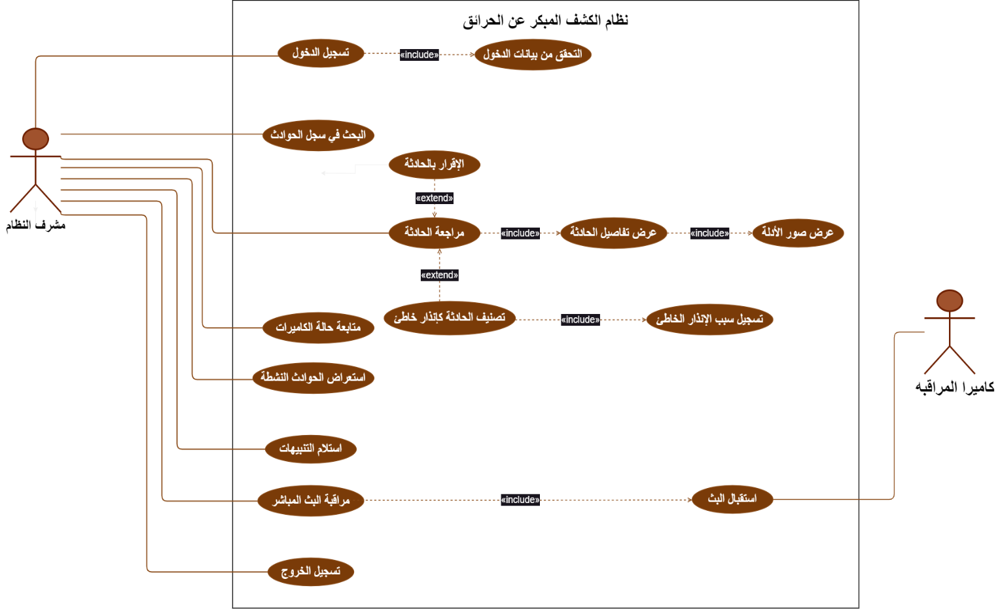 نظام الكشف المبكر عن الحرائق
تسجيل الدخول
«include»
التحقق من بيانات الدخول
البحث في سجل الحوادث
الإقرار بالحادثة
«extend»
مشرف النظام
مراجعة الحادثة
«include»
عرض تفاصيل الحادثة
«include»
عرض صور الأدلة
«extend»
تصنيف الحادثة كإنذار خاطئ
«include»
تسجيل سبب الإنذار الخاطئ
متابعة حالة الكاميرات
استعراض الحوادث النشطة
كاميرا المراقبه
استلام التنبيهات
مراقبة البث المباشر
«include»
استقبال البث
تسجيل الخروج